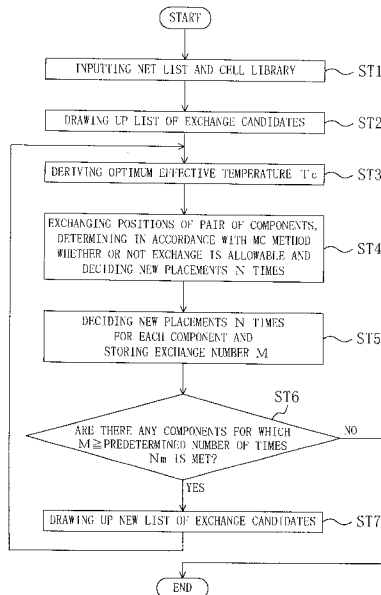 START
INPUTTING NET LIST AND CELL LIBRARY
ST1
DRAWING UP LIST OF EXCHANGE CANDIDATES
ST2
DERIVING OPTIMUM EFFECTIVE TEMPERATURE Tc
ST3
EXCHANGING POSITIONS OF PAIR OF COMPONENTS,
DETERMINING IN ACCORDANCE WITH MC METHOD
WHETHER OR NOT EXCHANGE IS ALLOWABLE AND
DECIDING NEW PLACEMENTS N TIMES
ST4
DECIDING NEW PLACEMENTS N TIMES
FOR EACH COMPONENT AND
STORING EXCHANGE NUMBER M
ST5
ST6
ARE THERE ANY COMPONENTS FOR WHICH
M≧PREDETERMINED NUMBER OF TIMES
Nm IS MET?
NO
YES
DRAWING UP NEW LIST OF EXCHANGE CANDIDATES
ST7
END